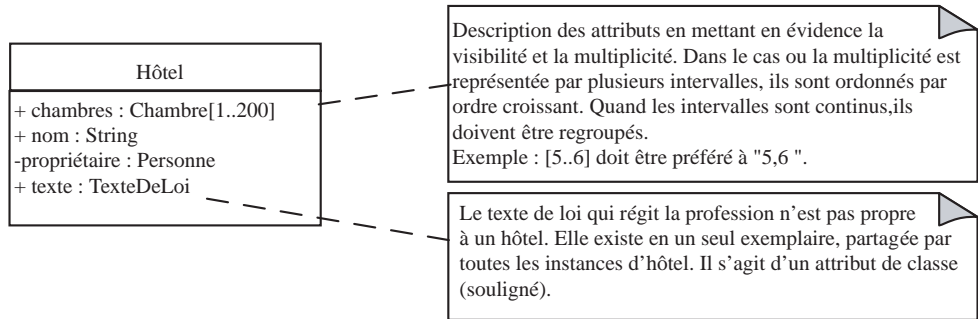 Hôtel
+ chambres : Chambre[1..200]
+ nom : String
-propriétaire : Personne
+ texte : TexteDeLoi
Description des attributs en mettant en évidence la
visibilité et la multiplicité. Dans le cas ou la multiplicité est
représentée par plusieurs intervalles, ils sont ordonnés par
ordre croissant. Quand les intervalles sont continus,ils
doivent être regroupés.
Exemple : [5..6] doit être préféré à "5,6 ".
Le texte de loi qui régit la profession n'est pas propre
à un hôtel. Elle existe en un seul exemplaire, partagée par
toutes les instances d'hôtel. Il s'agit d'un attribut de classe
(souligné).